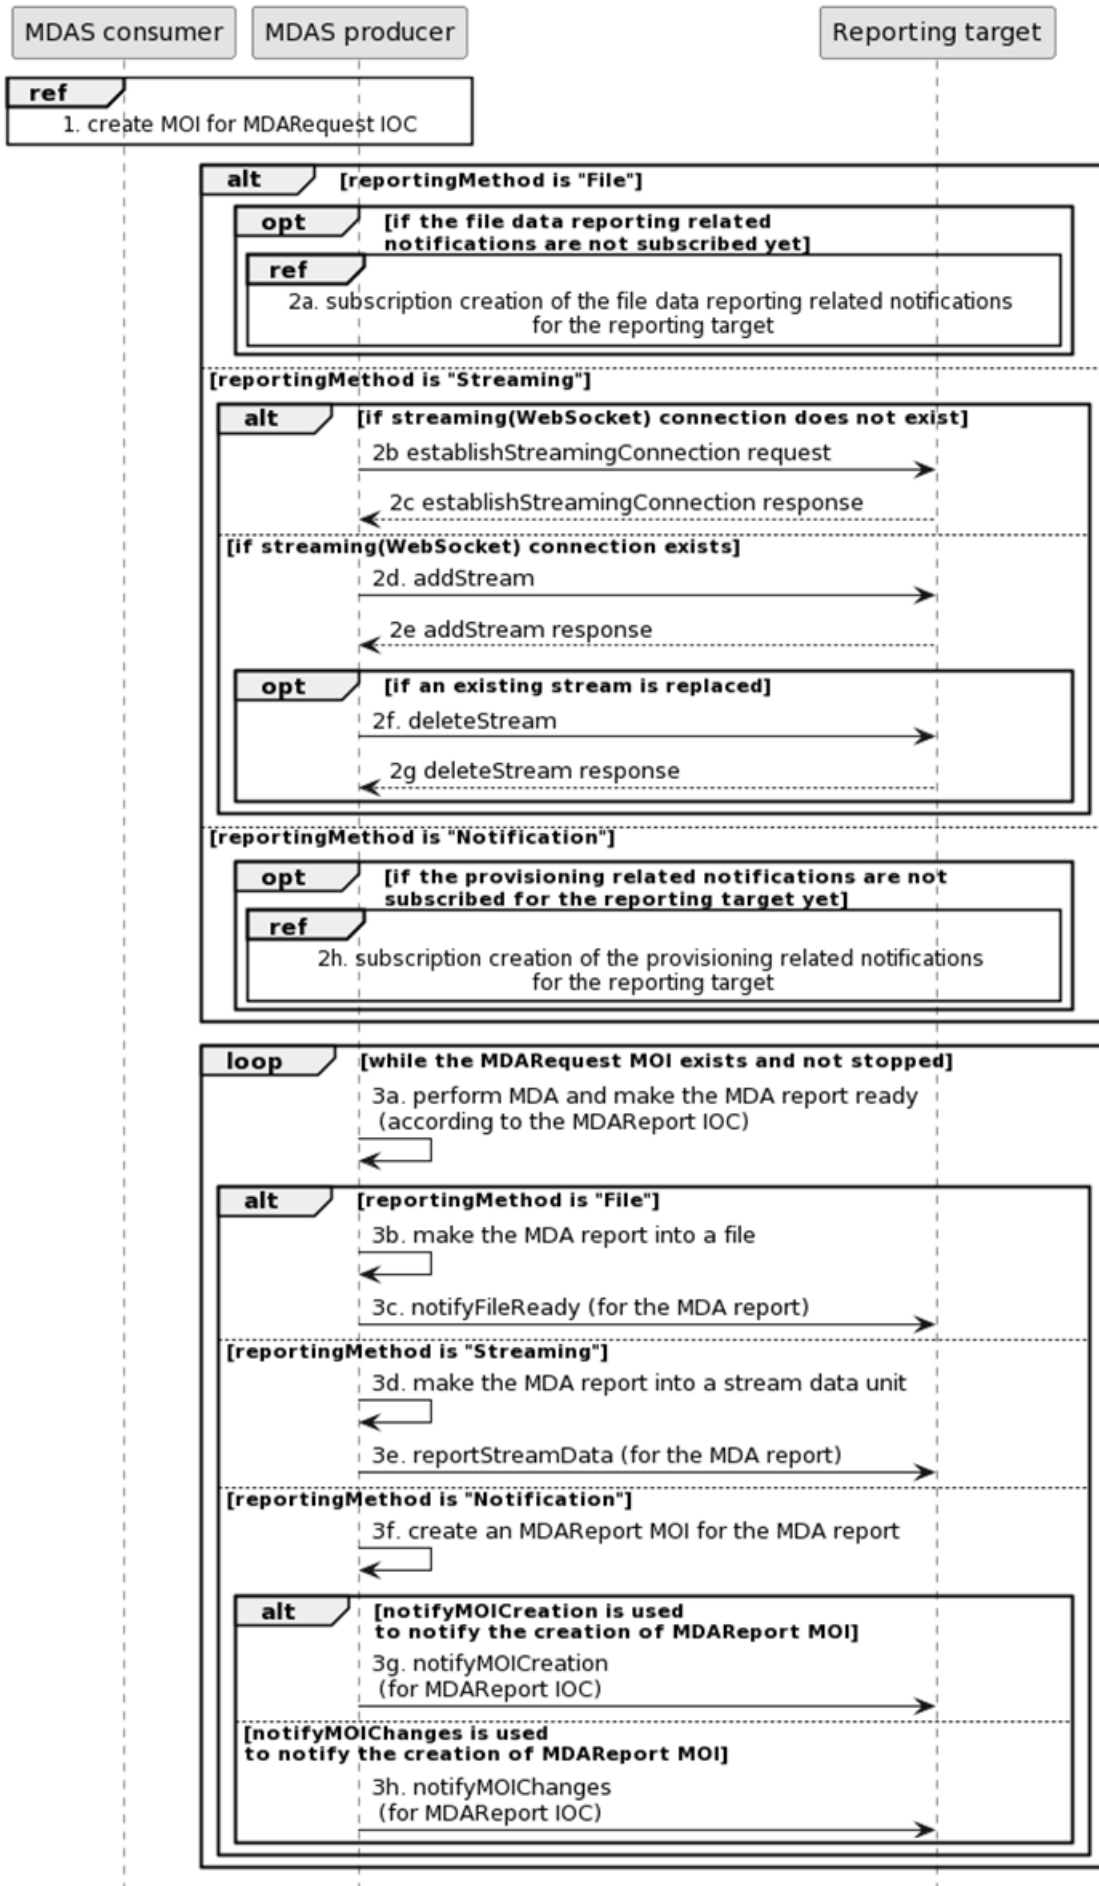 MDAS consumer
MDAS producer
Reporting target
ref
1. create MOI for MDARequest IOC
alt
[reportingMethod is "File"]
opt
[if the file data reporting related
notifications are not subscribed yet]
ref
2a. subscription creation of the file data reporting related notifications
for the reporting target
[reportingMethod is "Streaming"]
alt
[if streaming(WebSocket) connection does not exist]
2b establishStreamingConnection request
2c establishStreamingConnection response
[if streaming(WebSocket) connection exists]
2d. addStream
2e addStream response
opt
[if an existing stream is replaced]
2f. deleteStream
2g deleteStream response
[reportingMethod is "Notification"]
opt
[if the provisioning related notifications are not
subscribed for the reporting target yet]
ref
2h. subscription creation of the provisioning related notifications
for the reporting target
loop
[while the MDARequest MOI exists and not stopped]
3a. perform MDA and make the MDA report ready
(according to the MDAReport IOC)
alt
[reportingMethod is "File"]
3b. make the MDA report into a file
3c. notifyFileReady (for the MDA report)
[reportingMethod is "Streaming"]
3d. make the MDA report into a stream data unit
3e. reportStreamData (for the MDA report)
[reportingMethod is "Notification"]
3f. create an MDAReport MOI for the MDA report
alt
[notifyMOICreation is used
to notify the creation of MDAReport MOI]
3g. notifyMOICreation
(for MDAReport IOC)
[notifyMOIChanges is used
to notify the creation of MDAReport MOI]
3h. notifyMOIChanges
(for MDAReport IOC)